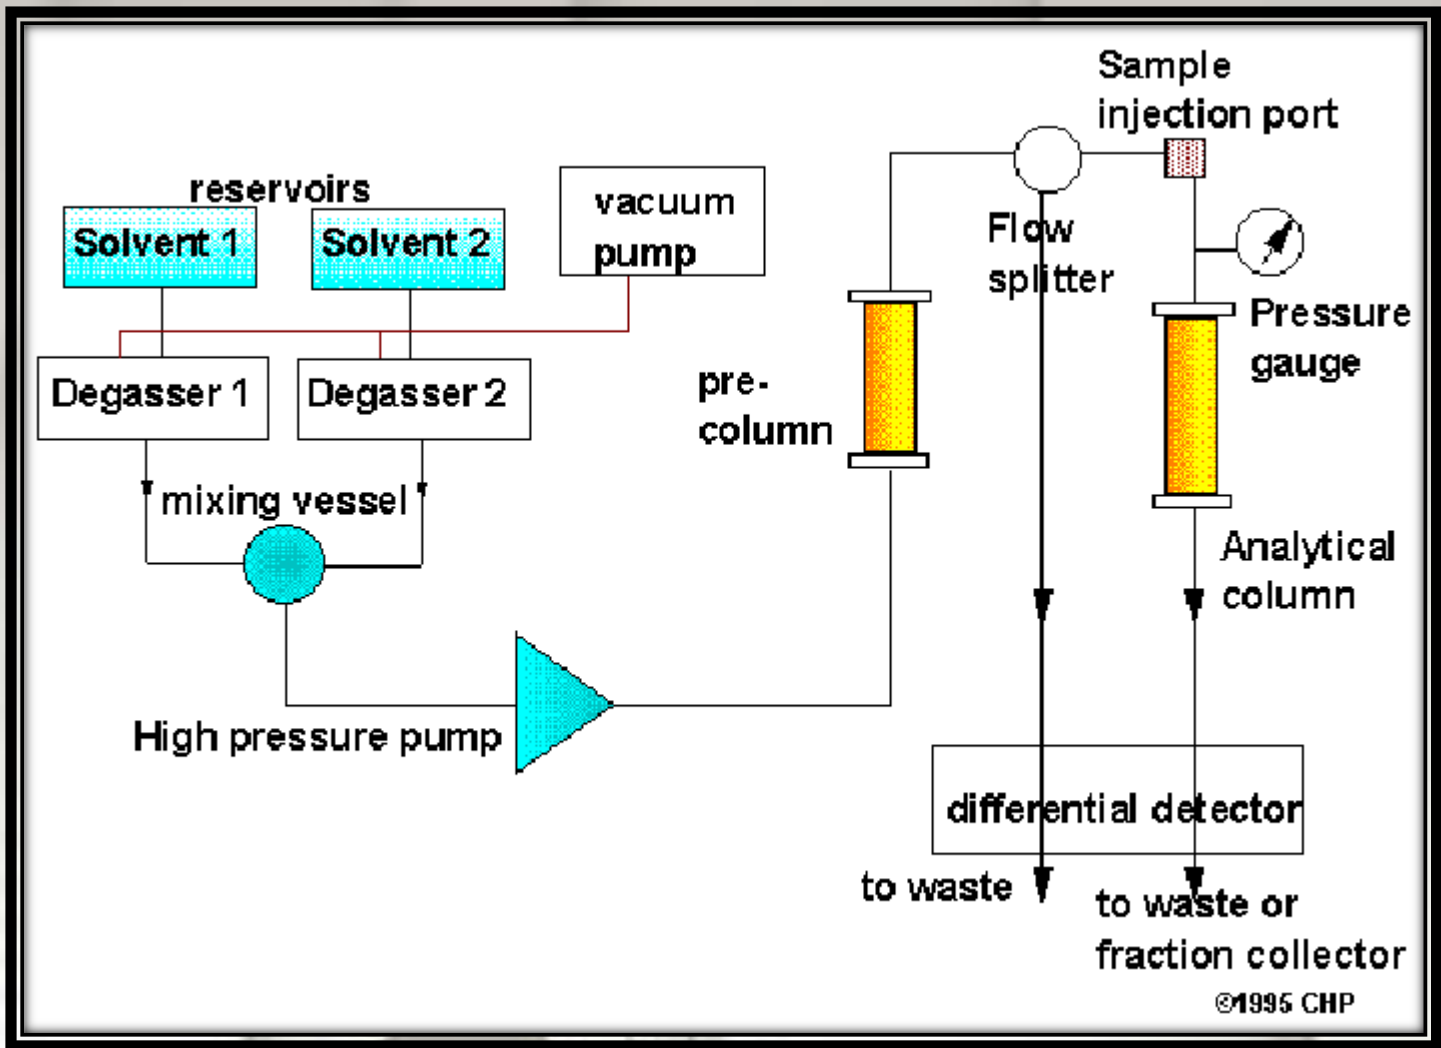 Sample
injection port
reservoirs
Solvent 1
Solvent 2
vacuum
pump
Flow
splitter
Pressure
gauge
Degasser 1
Degasser 2
pre-
column
mixing vessel
Analytical
column
High pressure pump
differential detector
to waste
to waste or
fraction collector
©1995 CHP